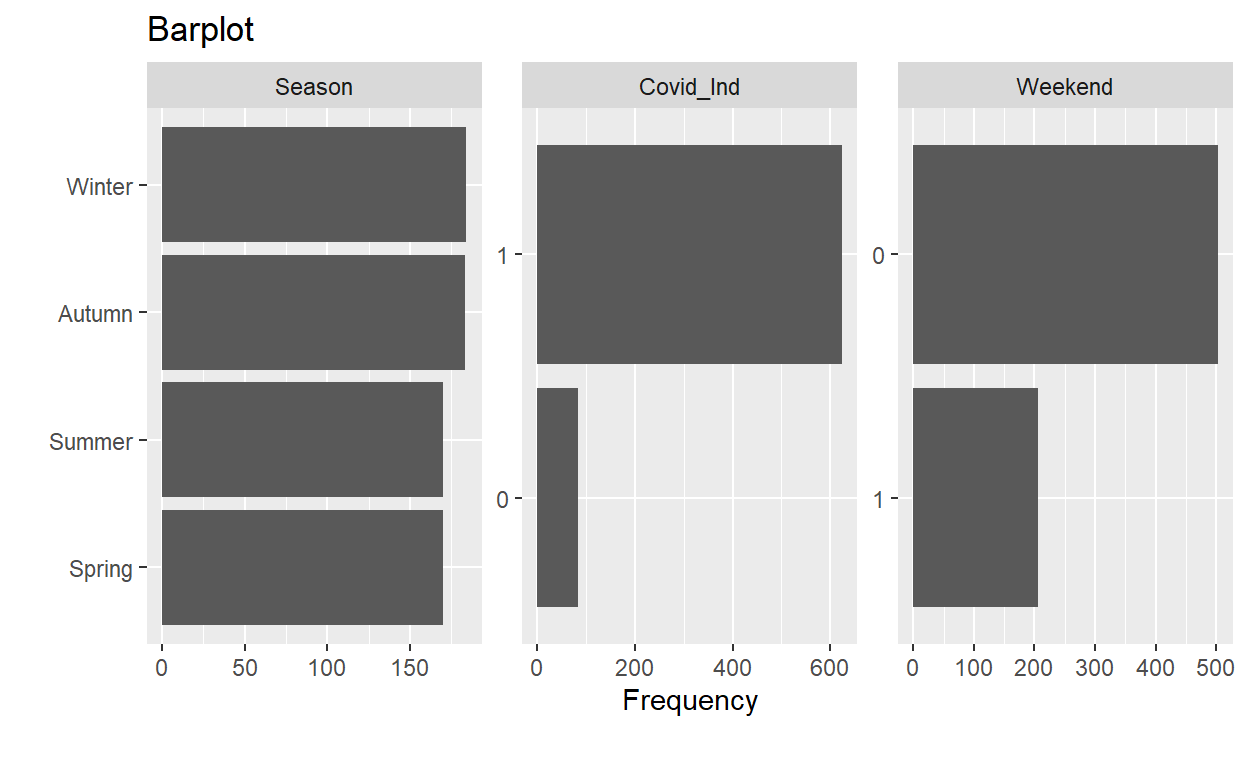 Barplot
Season
Covid_Ind
Weekend
Winter
Autumn
Summer
Spring
1
0
0
1
0 50 100 150
0 200 400 600
0 100 200 300 400 500
Frequency